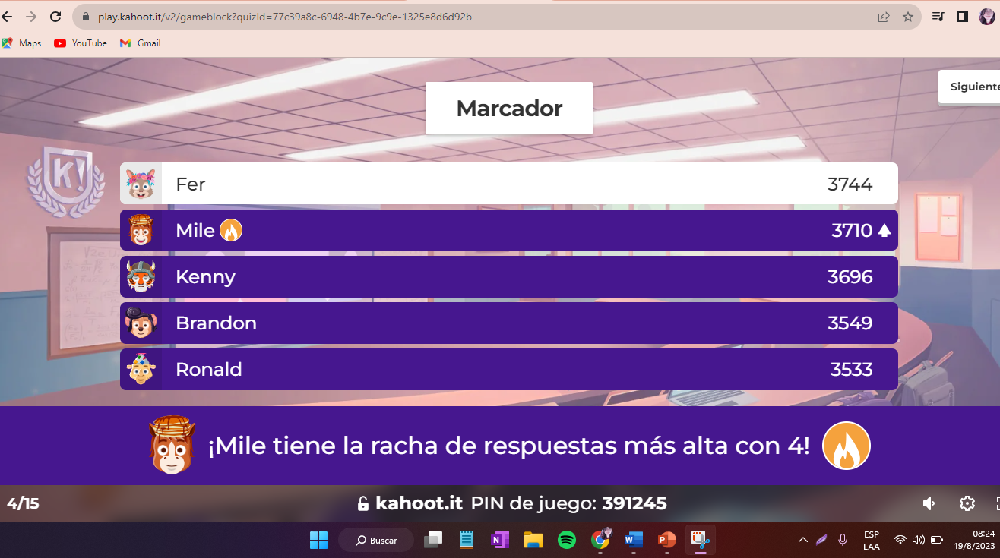 play.kahoot.it/v2/gameblock?quizId=77c39a8c-6948-4b7e-9c9e-1325e8d6d92b
Maps YouTube Gmail
Marcador
Siguiente
K!
Fer 3744
Mile 3710
Kenny 3696
Brandon 3549
Ronald 3533
¡Mile tiene la racha de respuestas más alta con 4!
4/15 kahoot.it PIN de juego: 391245
Buscar
ESP 08:24
LAA 19/8/2023